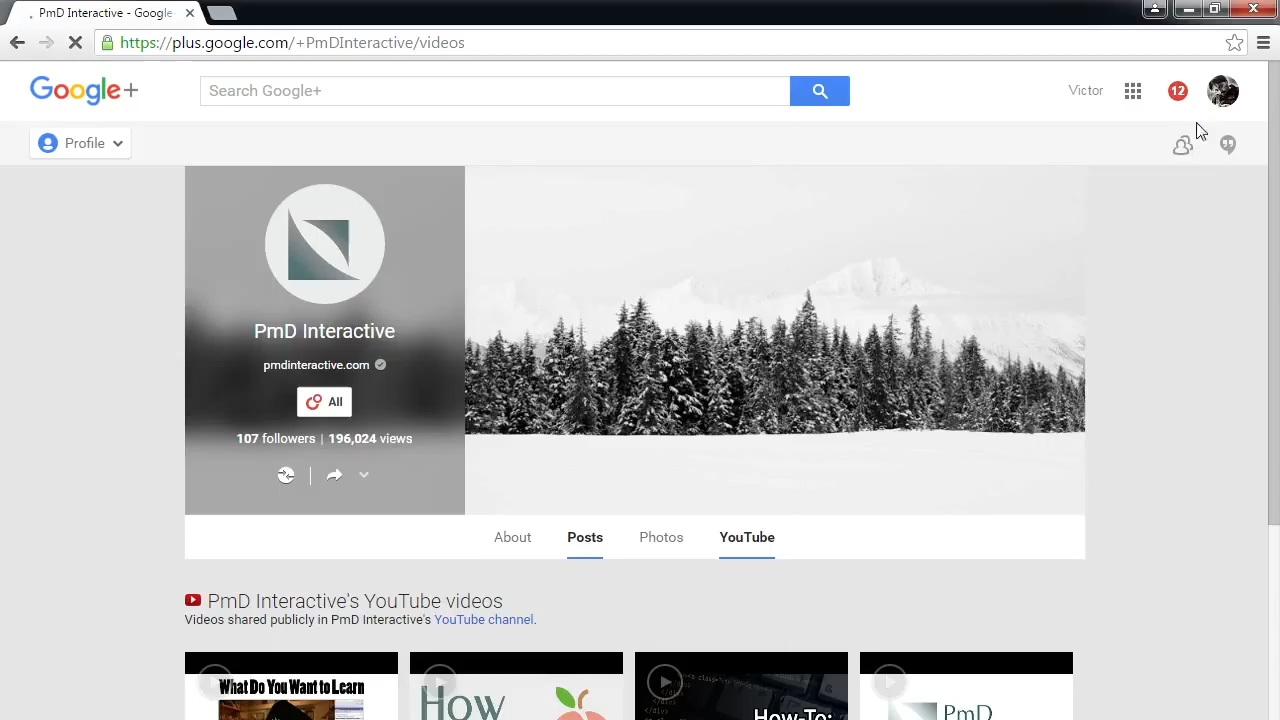 PmD Interactive - Google
https://plus.google.com/+PmDInteractive/videos
Google+
Search Google+
Victor
12
Profile
PmD Interactive
pmdinteractive.com
All
107 followers | 196,024 views
About
Posts
Photos
YouTube
PmD Interactive's YouTube videos
Videos shared publicly in PmD Interactive's YouTube channel.
What Do You Want to Learn
How
How-To:
PmD